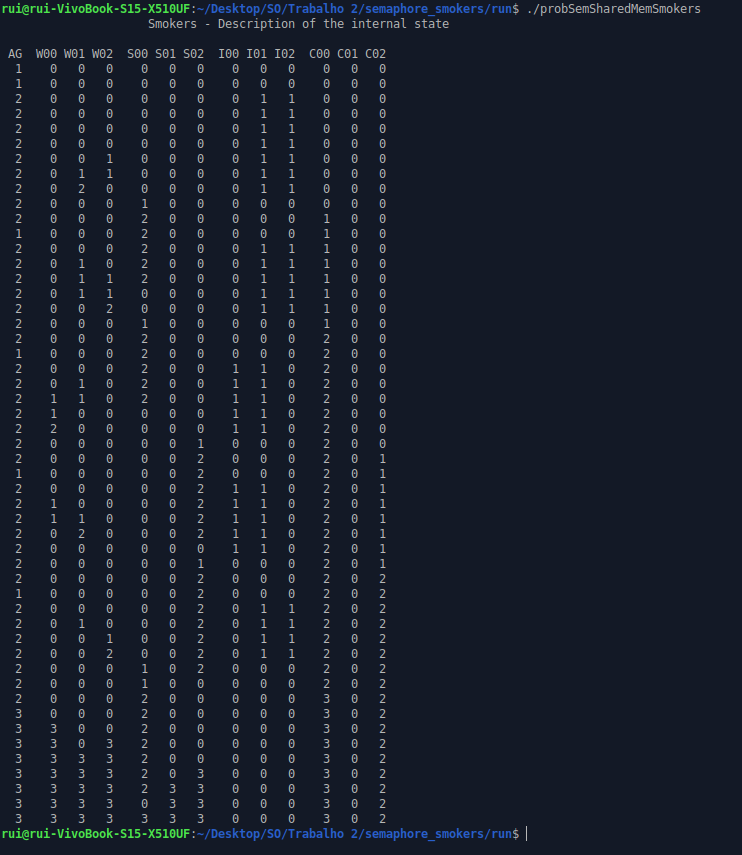 rui@rui-VivoBook-S15-X510UF:~/Desktop/SO/Trabalho 2/semaphore_smokers/run$ ./probSemSharedMemSmokers
Smokers - Description of the internal state
AG W00 W01 W02 S00 S01 S02 I00 I01 I02 C00 C01 C02
1 0 0 0 0 0 0 0 0 0 0 0 0
1 0 0 0 0 0 0 0 0 0 0 0 0
2 0 0 0 0 0 0 0 1 1 0 0 0
2 0 0 0 0 0 0 0 1 1 0 0 0
2 0 0 0 0 0 0 0 1 1 0 0 0
2 0 0 0 0 0 0 0 1 1 0 0 0
2 0 0 1 0 0 0 0 1 1 0 0 0
2 0 1 1 0 0 0 0 1 1 0 0 0
2 0 2 0 0 0 0 0 1 1 0 0 0
2 0 0 0 1 0 0 0 0 0 0 0 0
2 0 0 0 2 0 0 0 0 0 1 0 0
1 0 0 0 2 0 0 0 0 0 1 0 0
2 0 0 0 2 0 0 0 1 1 1 0 0
2 0 1 0 2 0 0 0 1 1 1 0 0
2 0 1 1 2 0 0 0 1 1 1 0 0
2 0 1 1 0 0 0 0 1 1 1 0 0
2 0 0 2 0 0 0 0 1 1 1 0 0
2 0 0 0 1 0 0 0 0 0 1 0 0
2 0 0 0 2 0 0 0 0 0 2 0 0
1 0 0 0 2 0 0 0 0 0 2 0 0
2 0 0 0 2 0 0 1 1 0 2 0 0
2 0 1 0 2 0 0 1 1 0 2 0 0
2 1 1 0 2 0 0 1 1 0 2 0 0
2 1 0 0 0 0 0 1 1 0 2 0 0
2 2 0 0 0 0 0 1 1 0 2 0 0
2 0 0 0 0 0 1 0 0 0 2 0 0
2 0 0 0 0 0 2 0 0 0 2 0 1
1 0 0 0 0 0 2 0 0 0 2 0 1
2 0 0 0 0 0 2 1 1 0 2 0 1
2 1 0 0 0 0 2 1 1 0 2 0 1
2 1 1 0 0 0 2 1 1 0 2 0 1
2 0 2 0 0 0 2 1 1 0 2 0 1
2 0 0 0 0 0 0 1 1 0 2 0 1
2 0 0 0 0 0 1 0 0 0 2 0 1
2 0 0 0 0 0 2 0 0 0 2 0 2
1 0 0 0 0 0 2 0 0 0 2 0 2
2 0 0 0 0 0 2 0 1 1 2 0 2
2 0 1 0 0 0 2 0 1 1 2 0 2
2 0 0 1 0 0 2 0 1 1 2 0 2
2 0 0 2 0 0 2 0 1 1 2 0 2
2 0 0 0 1 0 2 0 0 0 2 0 2
2 0 0 0 1 0 0 0 0 0 2 0 2
2 0 0 0 2 0 0 0 0 0 3 0 2
3 0 0 0 2 0 0 0 0 0 3 0 2
3 3 0 0 2 0 0 0 0 0 3 0 2
3 3 0 3 2 0 0 0 0 0 3 0 2
3 3 3 3 2 0 0 0 0 0 3 0 2
3 3 3 3 2 0 3 0 0 0 3 0 2
3 3 3 3 2 3 3 0 0 0 3 0 2
3 3 3 3 0 3 3 0 0 0 3 0 2
3 3 3 3 0 0 0 0 0 0 3 0 2
rui@rui-VivoBook-S15-X510UF:~/Desktop/SO/Trabalho 2/semaphore_smokers/run$